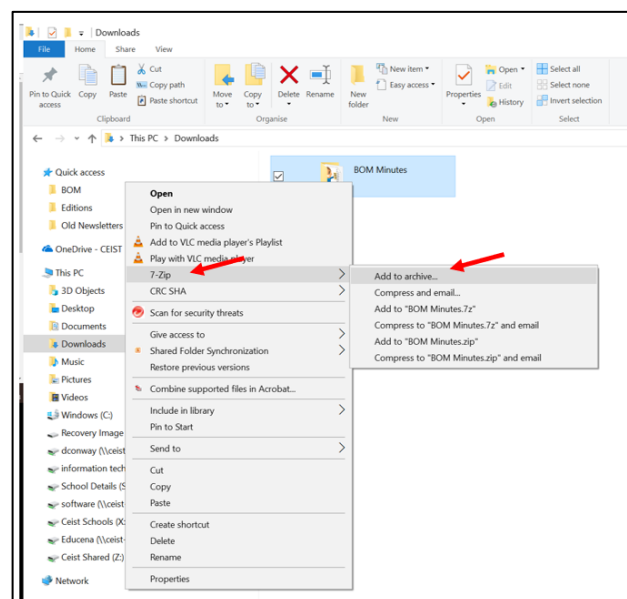 Downloads
File Home Share View
Pin to Quick access
Copy
Paste
Cut
Copy path
Paste shortcut
Clipboard
Move to
Copy to
Delete
Rename
Organise
New folder
New item
Easy access
New
Properties
Open
Edit
History
Open
Select all
Select none
Invert selection
Select
This PC > Downloads
Quick access
BOM
Editions
Old Newsletters
OneDrive - CEIST
This PC
3D Objects
Desktop
Documents
Downloads
Music
Pictures
Videos
Windows (C:)
Recovery Image
dconway (\\ceist
information tech
School Details (S
software (\\ceist-
Ceist Schools (X:
Educena (\\ceist-
Ceist Shared (Z:)
Network
BOM Minutes
Open
Open in new window
Pin to Quick access
Add to VLC media player's Playlist
Play with VLC media player
7-Zip
CRC SHA
Scan for security threats
Give access to
Shared Folder Synchronization
Restore previous versions
Combine supported files in Acrobat...
Include in library
Pin to Start
Send to
Cut
Copy
Paste
Create shortcut
Delete
Rename
Properties
Add to archive...
Compress and email...
Add to "BOM Minutes.7z"
Compress to "BOM Minutes.7z" and email
Add to "BOM Minutes.zip"
Compress to "BOM Minutes.zip" and email